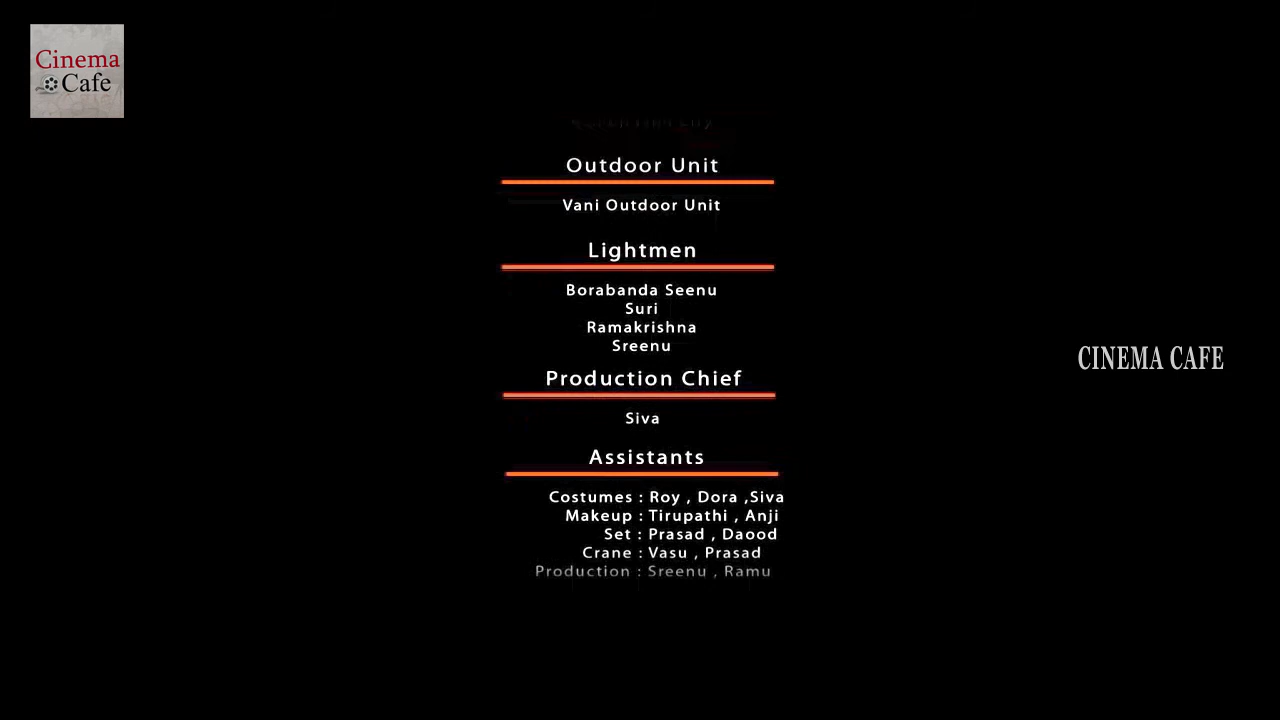 Cinema
Cafe
Outdoor Unit
Vani Outdoor Unit
Lightmen
Borabanda Seenu
Suri
Ramakrishna
Sreenu
CINEMA CAFE
Production Chief
Siva
Assistants
Costumes : Roy , Dora ,Siva
Makeup : Tirupathi , Anji
Set : Prasad , Daood
Crane : Vasu , Prasad
Production : Sreenu , Ramu